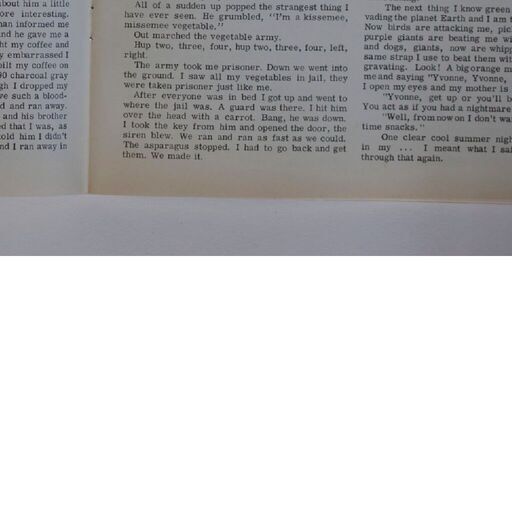 about him a little
ore interesting.
man informed me
nd he gave me a
ht my coffee and
y embarrassed I
pill my coffee on
30 charcoal gray
gh I dropped my
ve such a blood-
d and ran away.
and his brother
ed that I was, as
told him I didn't
nd I ran away in
All of a sudden up popped the strangest thing I
have ever seen. He grumbled, "I'm a kissemee,
missemee vegetable."
Out marched the vegetable army.
Hup two, three, four, hup two, three, four, left,
right.
The army took me prisoner. Down we went into
the ground. I saw all my vegetables in jail, they
were taken prisoner just like me.
After everyone was in bed I got up and went to
where the jail was. A guard was there. I hit him
over the head with a carrot. Bang, he was down.
I took the key from him and opened the door, the
siren blew. We ran and ran as fast as we could.
The asparagus stopped. I had to go back and get
them. We made it.
The next thing I know green
vading the planet Earth and I am t
Now birds are attacking me, pic
purple giants are beating me wi
and dogs, giants, now are whipp
same strap I use to beat them wit
gravating. Look! A big orange m
me and saying "Yvonne, Yvonne,
I open my eyes and my mother is
"Yvonne, get up or you'll b
You act as if you had a nightmare
"Well, from now on I don't wa
time snacks."
One clear cool summer nigh
in my ... I meant what I sai
through that again.